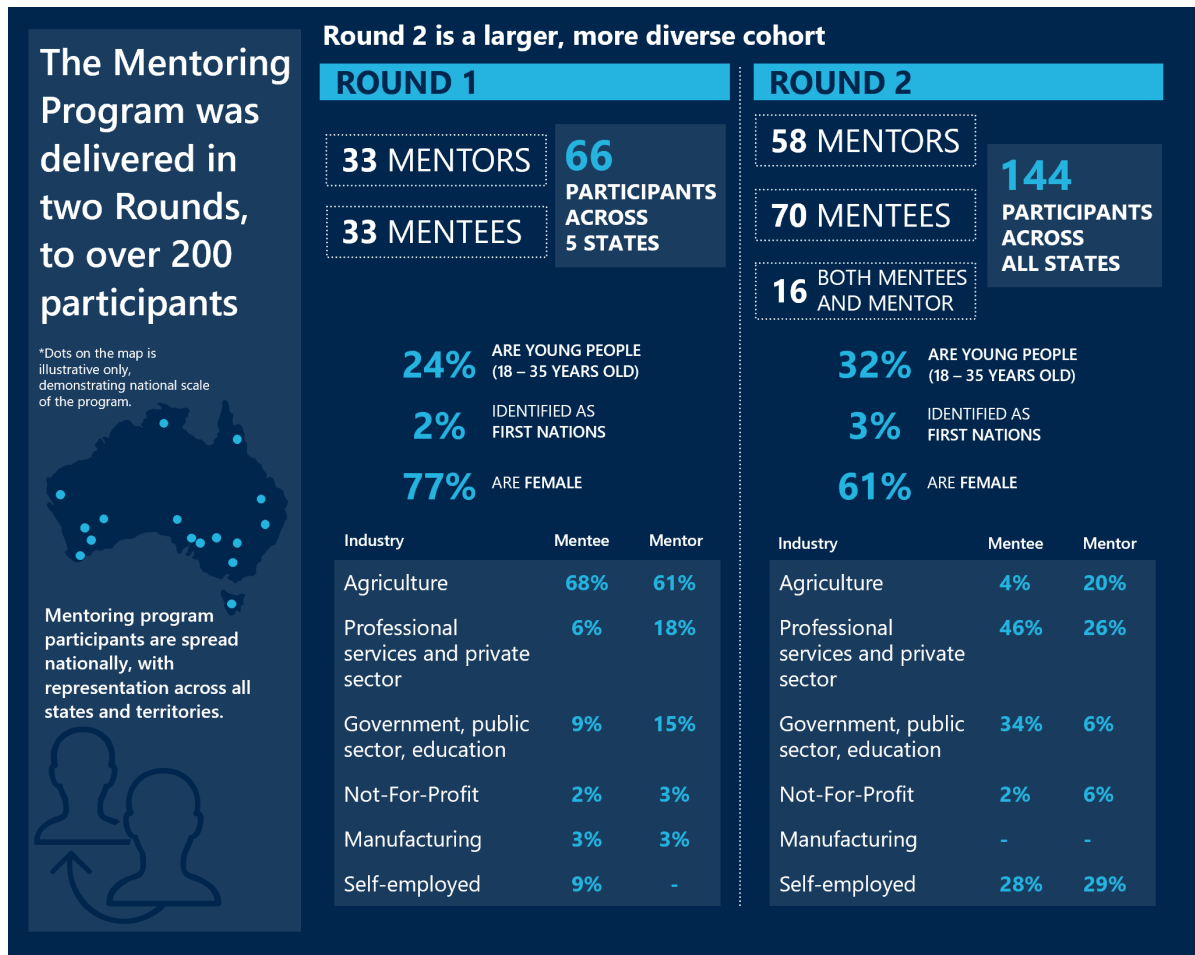 The Mentoring
Program was
delivered in
two Rounds,
to over 200
participants
*Dots on the map is
illustrative only,
demonstrating national scale
of the program.
Mentoring program
participants are spread
nationally, with
representation across all
states and territories.
Round 2 is a larger, more diverse cohort
ROUND 1
33 MENTORS
33 MENTEES
66
PARTICIPANTS
ACROSS
5 STATES
24% ARE YOUNG PEOPLE
(18 – 35 YEARS OLD)
2% IDENTIFIED AS
FIRST NATIONS
77% ARE FEMALE
Industry Mentee Mentor
Agriculture 68% 61%
Professional 6% 18%
services and private
sector
Government, public 9% 15%
sector, education
Not-For-Profit 2% 3%
Manufacturing 3% 3%
Self-employed 9% -
ROUND 2
58 MENTORS
70 MENTEES
16 BOTH MENTEES
AND MENTOR
144
PARTICIPANTS
ACROSS
ALL STATES
32% ARE YOUNG PEOPLE
(18 – 35 YEARS OLD)
3% IDENTIFIED AS
FIRST NATIONS
61% ARE FEMALE
Industry Mentee Mentor
Agriculture 4% 20%
Professional 46% 26%
services and private
sector
Government, public 34% 6%
sector, education
Not-For-Profit 2% 6%
Manufacturing - -
Self-employed 28% 29%